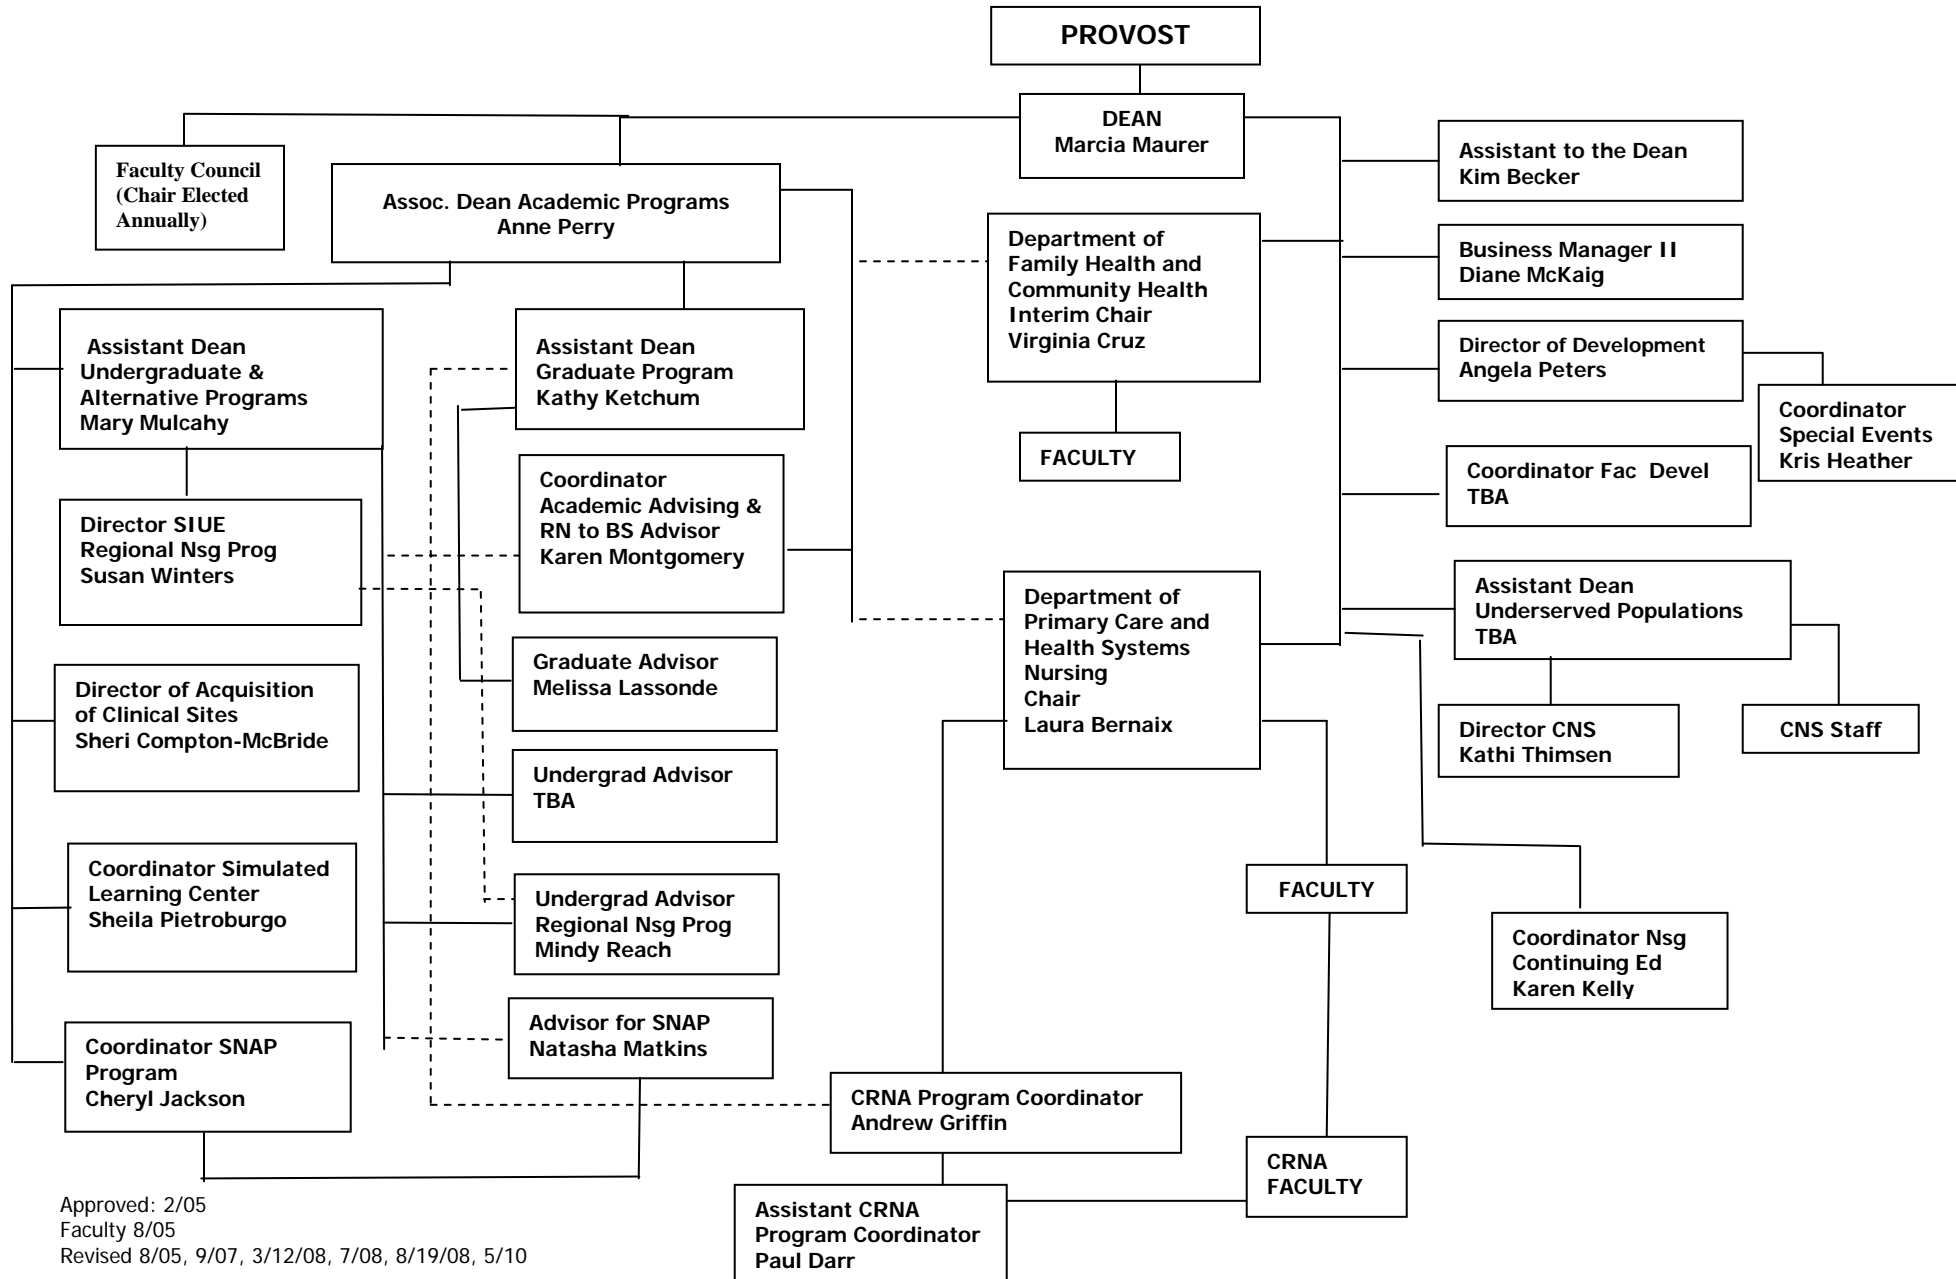 PROVOST
DEAN
Marcia Maurer
Faculty Council
(Chair Elected
Annually)
Assoc. Dean Academic Programs
Anne Perry
Assistant Dean
Undergraduate &
Alternative Programs
Mary Mulcahy
Director SIUE
Regional Nsg Prog
Susan Winters
Director of Acquisition
of Clinical Sites
Sheri Compton-McBride
Coordinator Simulated
Learning Center
Sheila Pietroburgo
Coordinator SNAP
Program
Cheryl Jackson
Assistant Dean
Graduate Program
Kathy Ketchum
Coordinator
Academic Advising &
RN to BS Advisor
Karen Montgomery
Graduate Advisor
Melissa Lassonde
Undergrad Advisor
TBA
Undergrad Advisor
Regional Nsg Prog
Mindy Reach
Advisor for SNAP
Natasha Matkins
Department of
Family Health and
Community Health
Interim Chair
Virginia Cruz
FACULTY
Department of
Primary Care and
Health Systems
Nursing
Chair
Laura Bernaix
FACULTY
CRNA Program Coordinator
Andrew Griffin
CRNA
FACULTY
Assistant CRNA
Program Coordinator
Paul Darr
Assistant to the Dean
Kim Becker
Business Manager II
Diane McKaig
Director of Development
Angela Peters
Coordinator
Special Events
Kris Heather
Coordinator Fac Devel
TBA
Assistant Dean
Underserved Populations
TBA
Director CNS
Kathi Thimsen
CNS Staff
Coordinator Nsg
Continuing Ed
Karen Kelly
Approved: 2/05
Faculty 8/05
Revised 8/05, 9/07, 3/12/08, 7/08, 8/19/08, 5/10